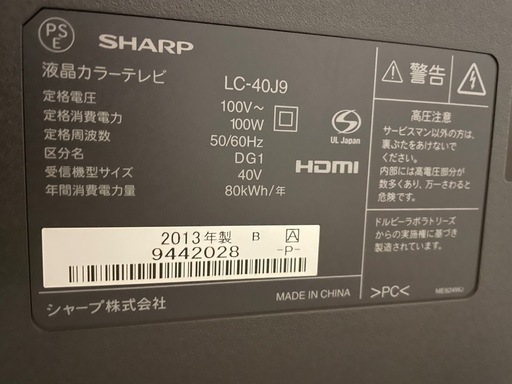 PS
E
SHARP
液晶カラーテレビ LC-40J9
定格電圧 100V～
定格消費電力 100W
定格周波数 50/60Hz
区分名 DG1
受信機型サイズ 40V
年間消費電力量 80kWh/年
UL Japan
HDMI
2013年製 B A
9442028 -P-
シャープ株式会社
MADE IN CHINA
警告
高圧注意
サービスマン以外の方は、
裏ぶたをあけないで
ください。
内部には高電圧部分が
数多くあり、万一さわると
危険です。
ドルビーラボラトリーズ
からの実施権に基づき
製造されています。
>PC<